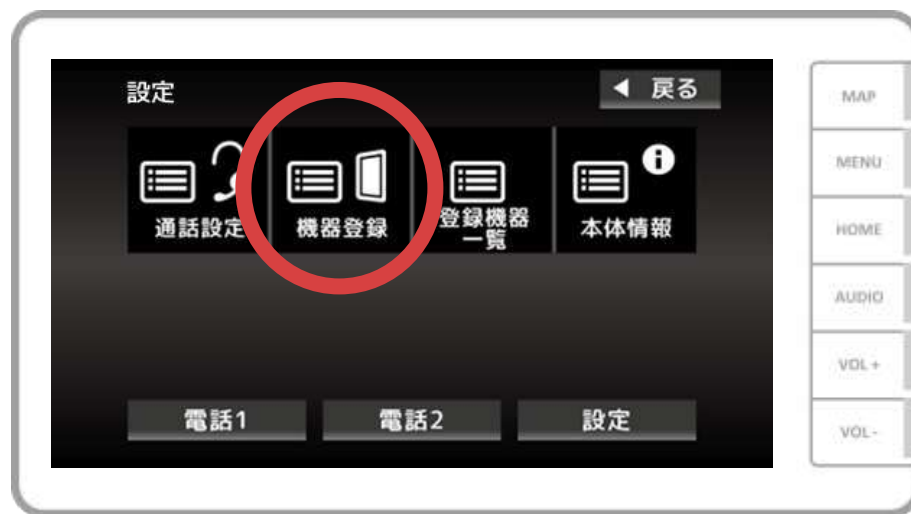 設定
◀ 戻る
通話設定
機器登録
登録機器
一覧
本体情報
電話1
電話2
設定
MAP
MENU
HOME
AUDIO
VOL +
VOL -